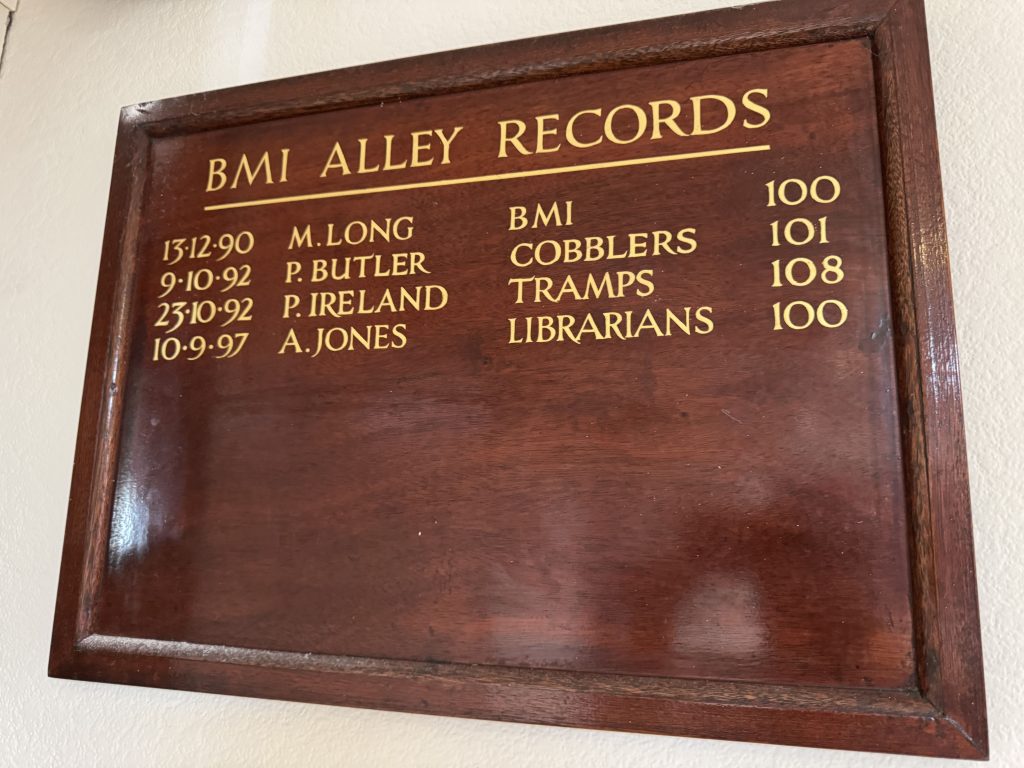 BMI ALLEY RECORDS
13·12·90 M. LONG BMI 100
9·10·92 P. BUTLER COBBLERS 101
23·10·92 P. IRELAND TRAMPS 108
10·9·97 A. JONES LIBRARIANS 100